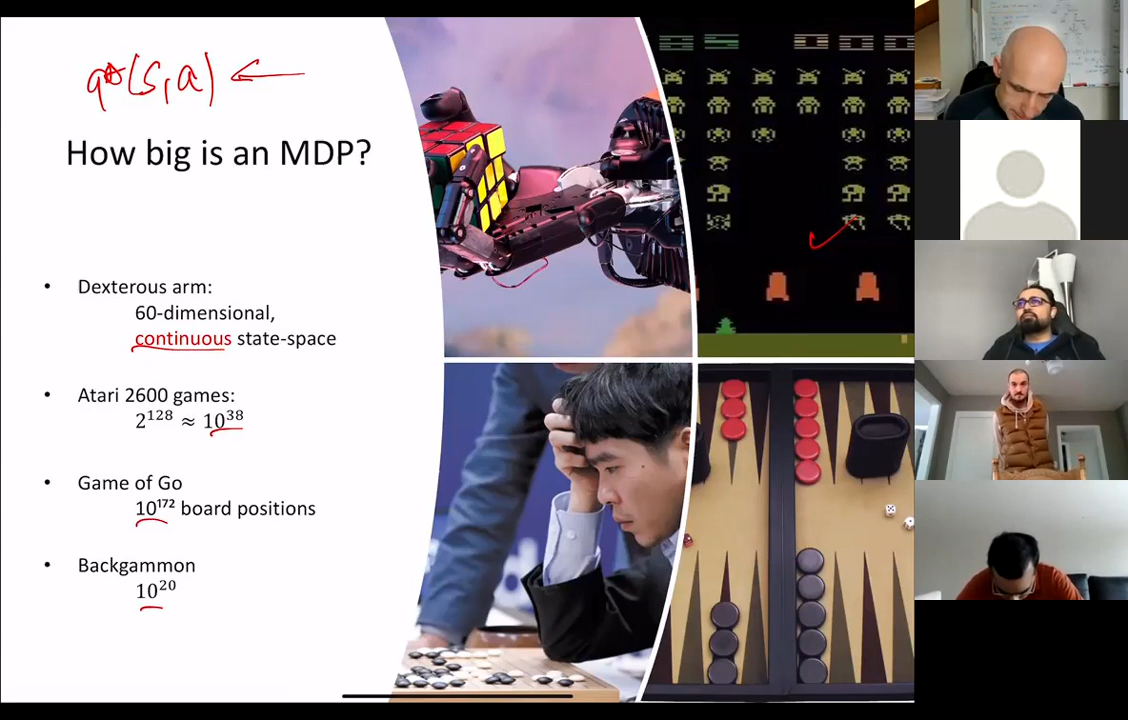 q*(s,a) ←
How big is an MDP?
• Dexterous arm:
60-dimensional,
continuous state-space
• Atari 2600 games:
2¹²⁸ ≈ 10³⁸
• Game of Go
10¹⁷² board positions
• Backgammon
10²⁰